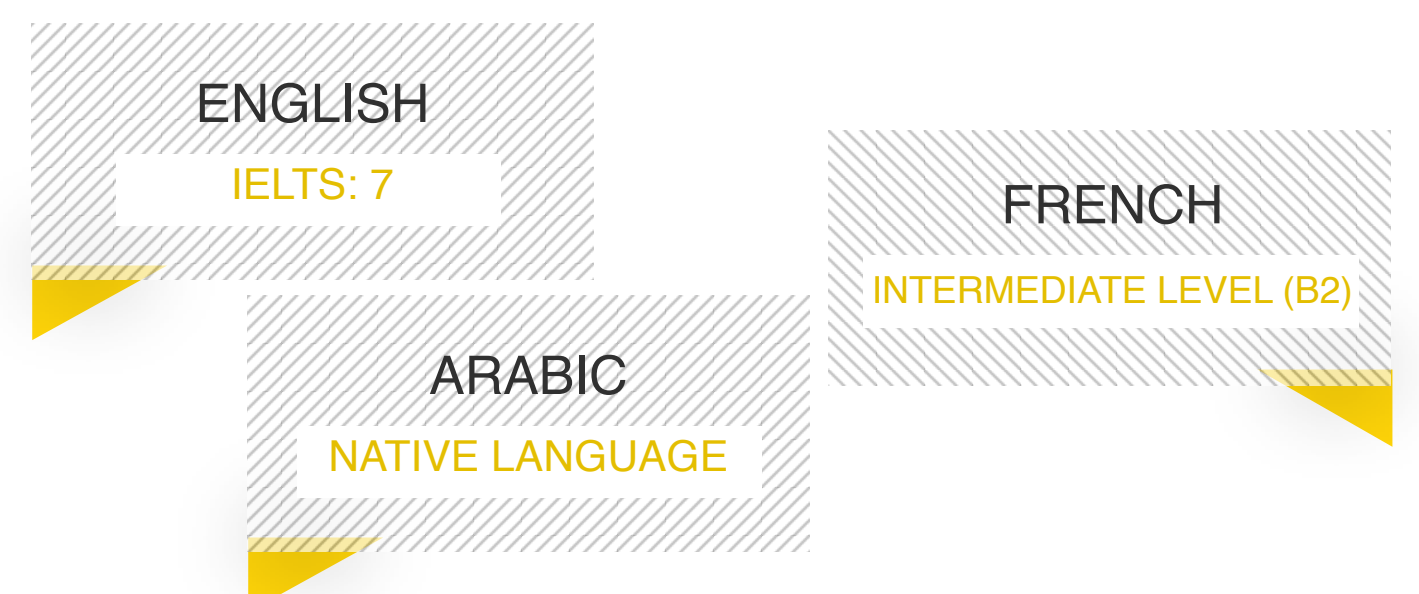 ENGLISH
IELTS: 7
ARABIC
NATIVE LANGUAGE
FRENCH
INTERMEDIATE LEVEL (B2)